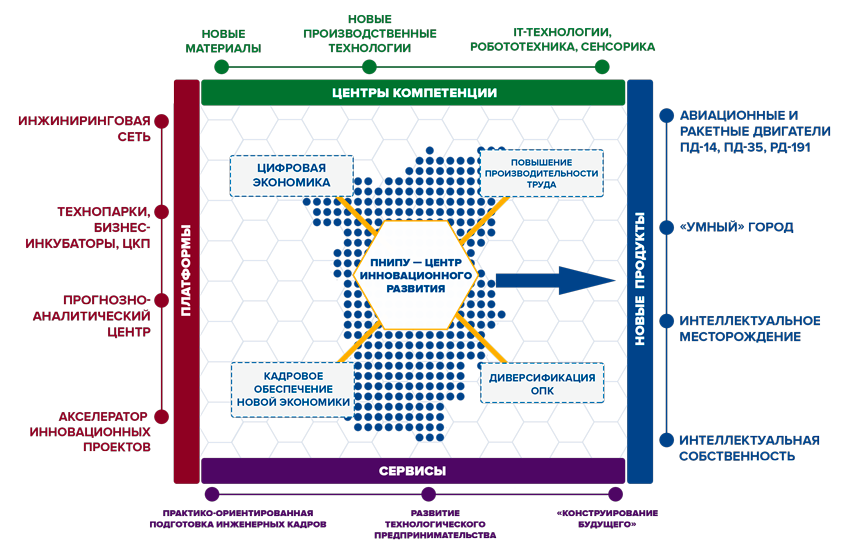 НОВЫЕ
МАТЕРИАЛЫ
НОВЫЕ
ПРОИЗВОДСТВЕННЫЕ
ТЕХНОЛОГИИ
IT-ТЕХНОЛОГИИ,
РОБОТОТЕХНИКА, СЕНСОРИКА
ЦЕНТРЫ КОМПЕТЕНЦИИ
ПЛАТФОРМЫ
ИНЖИНИРИНГОВАЯ
СЕТЬ
ТЕХНОПАРКИ,
БИЗНЕС-
ИНКУБАТОРЫ, ЦКП
ПРОГНОЗНО-
АНАЛИТИЧЕСКИЙ
ЦЕНТР
АКСЕЛЕРАТОР
ИННОВАЦИОННЫХ
ПРОЕКТОВ
ЦИФРОВАЯ
ЭКОНОМИКА
ПОВЫШЕНИЕ
ПРОИЗВОДИТЕЛЬНОСТИ
ТРУДА
ПНИПУ — ЦЕНТР
ИННОВАЦИОННОГО
РАЗВИТИЯ
КАДРОВОЕ
ОБЕСПЕЧЕНИЕ
НОВОЙ ЭКОНОМИКИ
ДИВЕРСИФИКАЦИЯ
ОПК
НОВЫЕ ПРОДУКТЫ
АВИАЦИОННЫЕ И
РАКЕТНЫЕ ДВИГАТЕЛИ
ПД-14, ПД-35, РД-191
«УМНЫЙ» ГОРОД
ИНТЕЛЛЕКТУАЛЬНОЕ
МЕСТОРОЖДЕНИЕ
ИНТЕЛЛЕКТУАЛЬНАЯ
СОБСТВЕННОСТЬ
СЕРВИСЫ
ПРАКТИКО-ОРИЕНТИРОВАННАЯ
ПОДГОТОВКА ИНЖЕНЕРНЫХ КАДРОВ
РАЗВИТИЕ
ТЕХНОЛОГИЧЕСКОГО
ПРЕДПРИНИМАТЕЛЬСТВА
«КОНСТРУИРОВАНИЕ
БУДУЩЕГО»